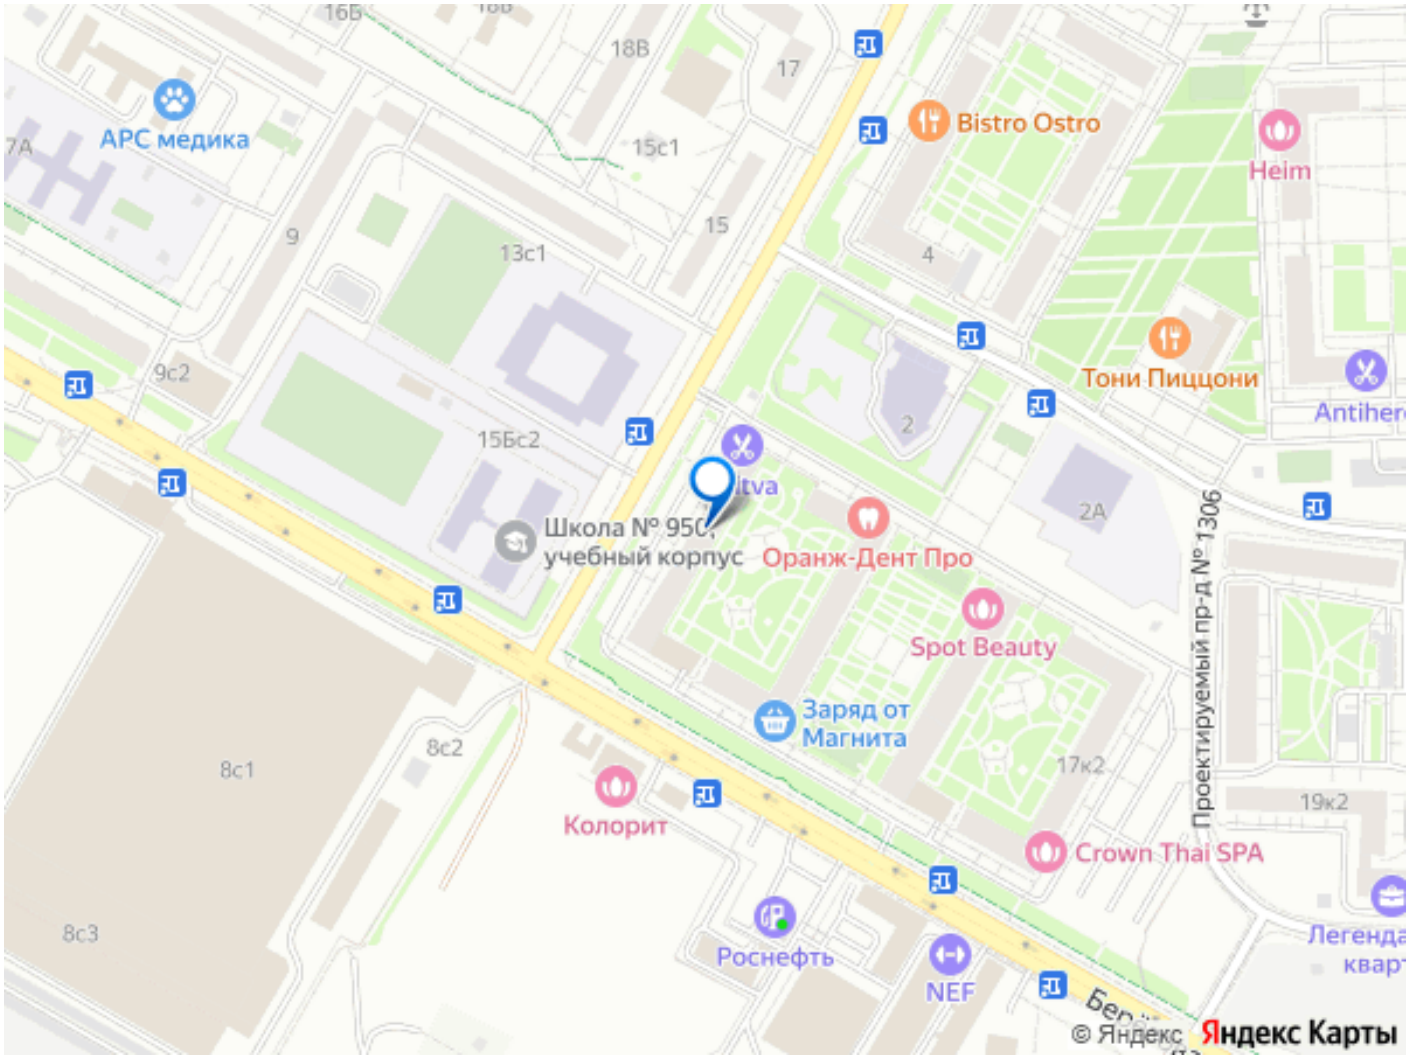 16В
18В
17
АРС медика
7А
15с1
Bistro Ostro
Heim
9
13с1
15
4
9с2
Тони Пиццони
Antiher
15Бс2
2
Школа № 950,
учебный корпус
Оранж-Дент Про
2А
Проектируемый пр-д № 1306
Spot Beauty
Заряд от
Магнита
8с1
8с2
17к2
19к2
Колорит
Crown Thai SPA
8с3
Роснефть
NEF
Легенда
кварт
© Яндекс
Яндекс Карты